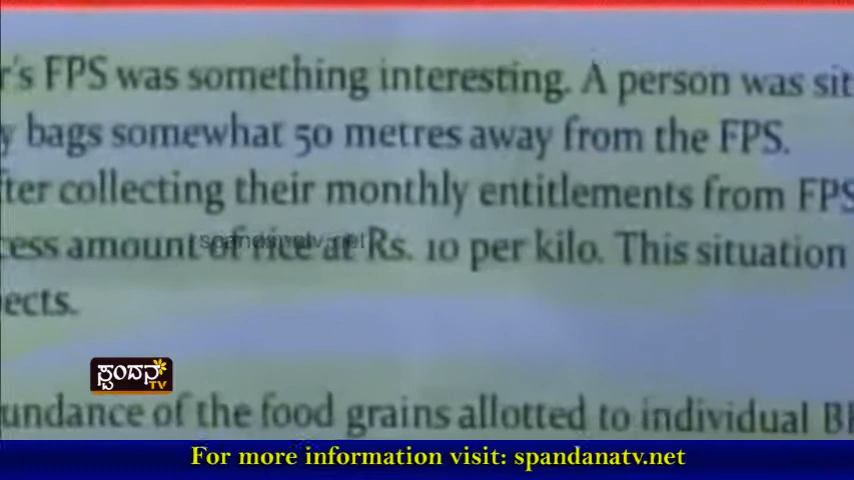 r's FPS was something interesting. A person was sit
y bags somewhat 50 metres away from the FPS.
fter collecting their monthly entitlements from FPS
cess amount of rice at Rs. 10 per kilo. This situation
spandanatv.net
ects.
ಸ್ಪಂದನ
TV
undance of the food grains allotted to individual BP
For more information visit: spandanatv.net